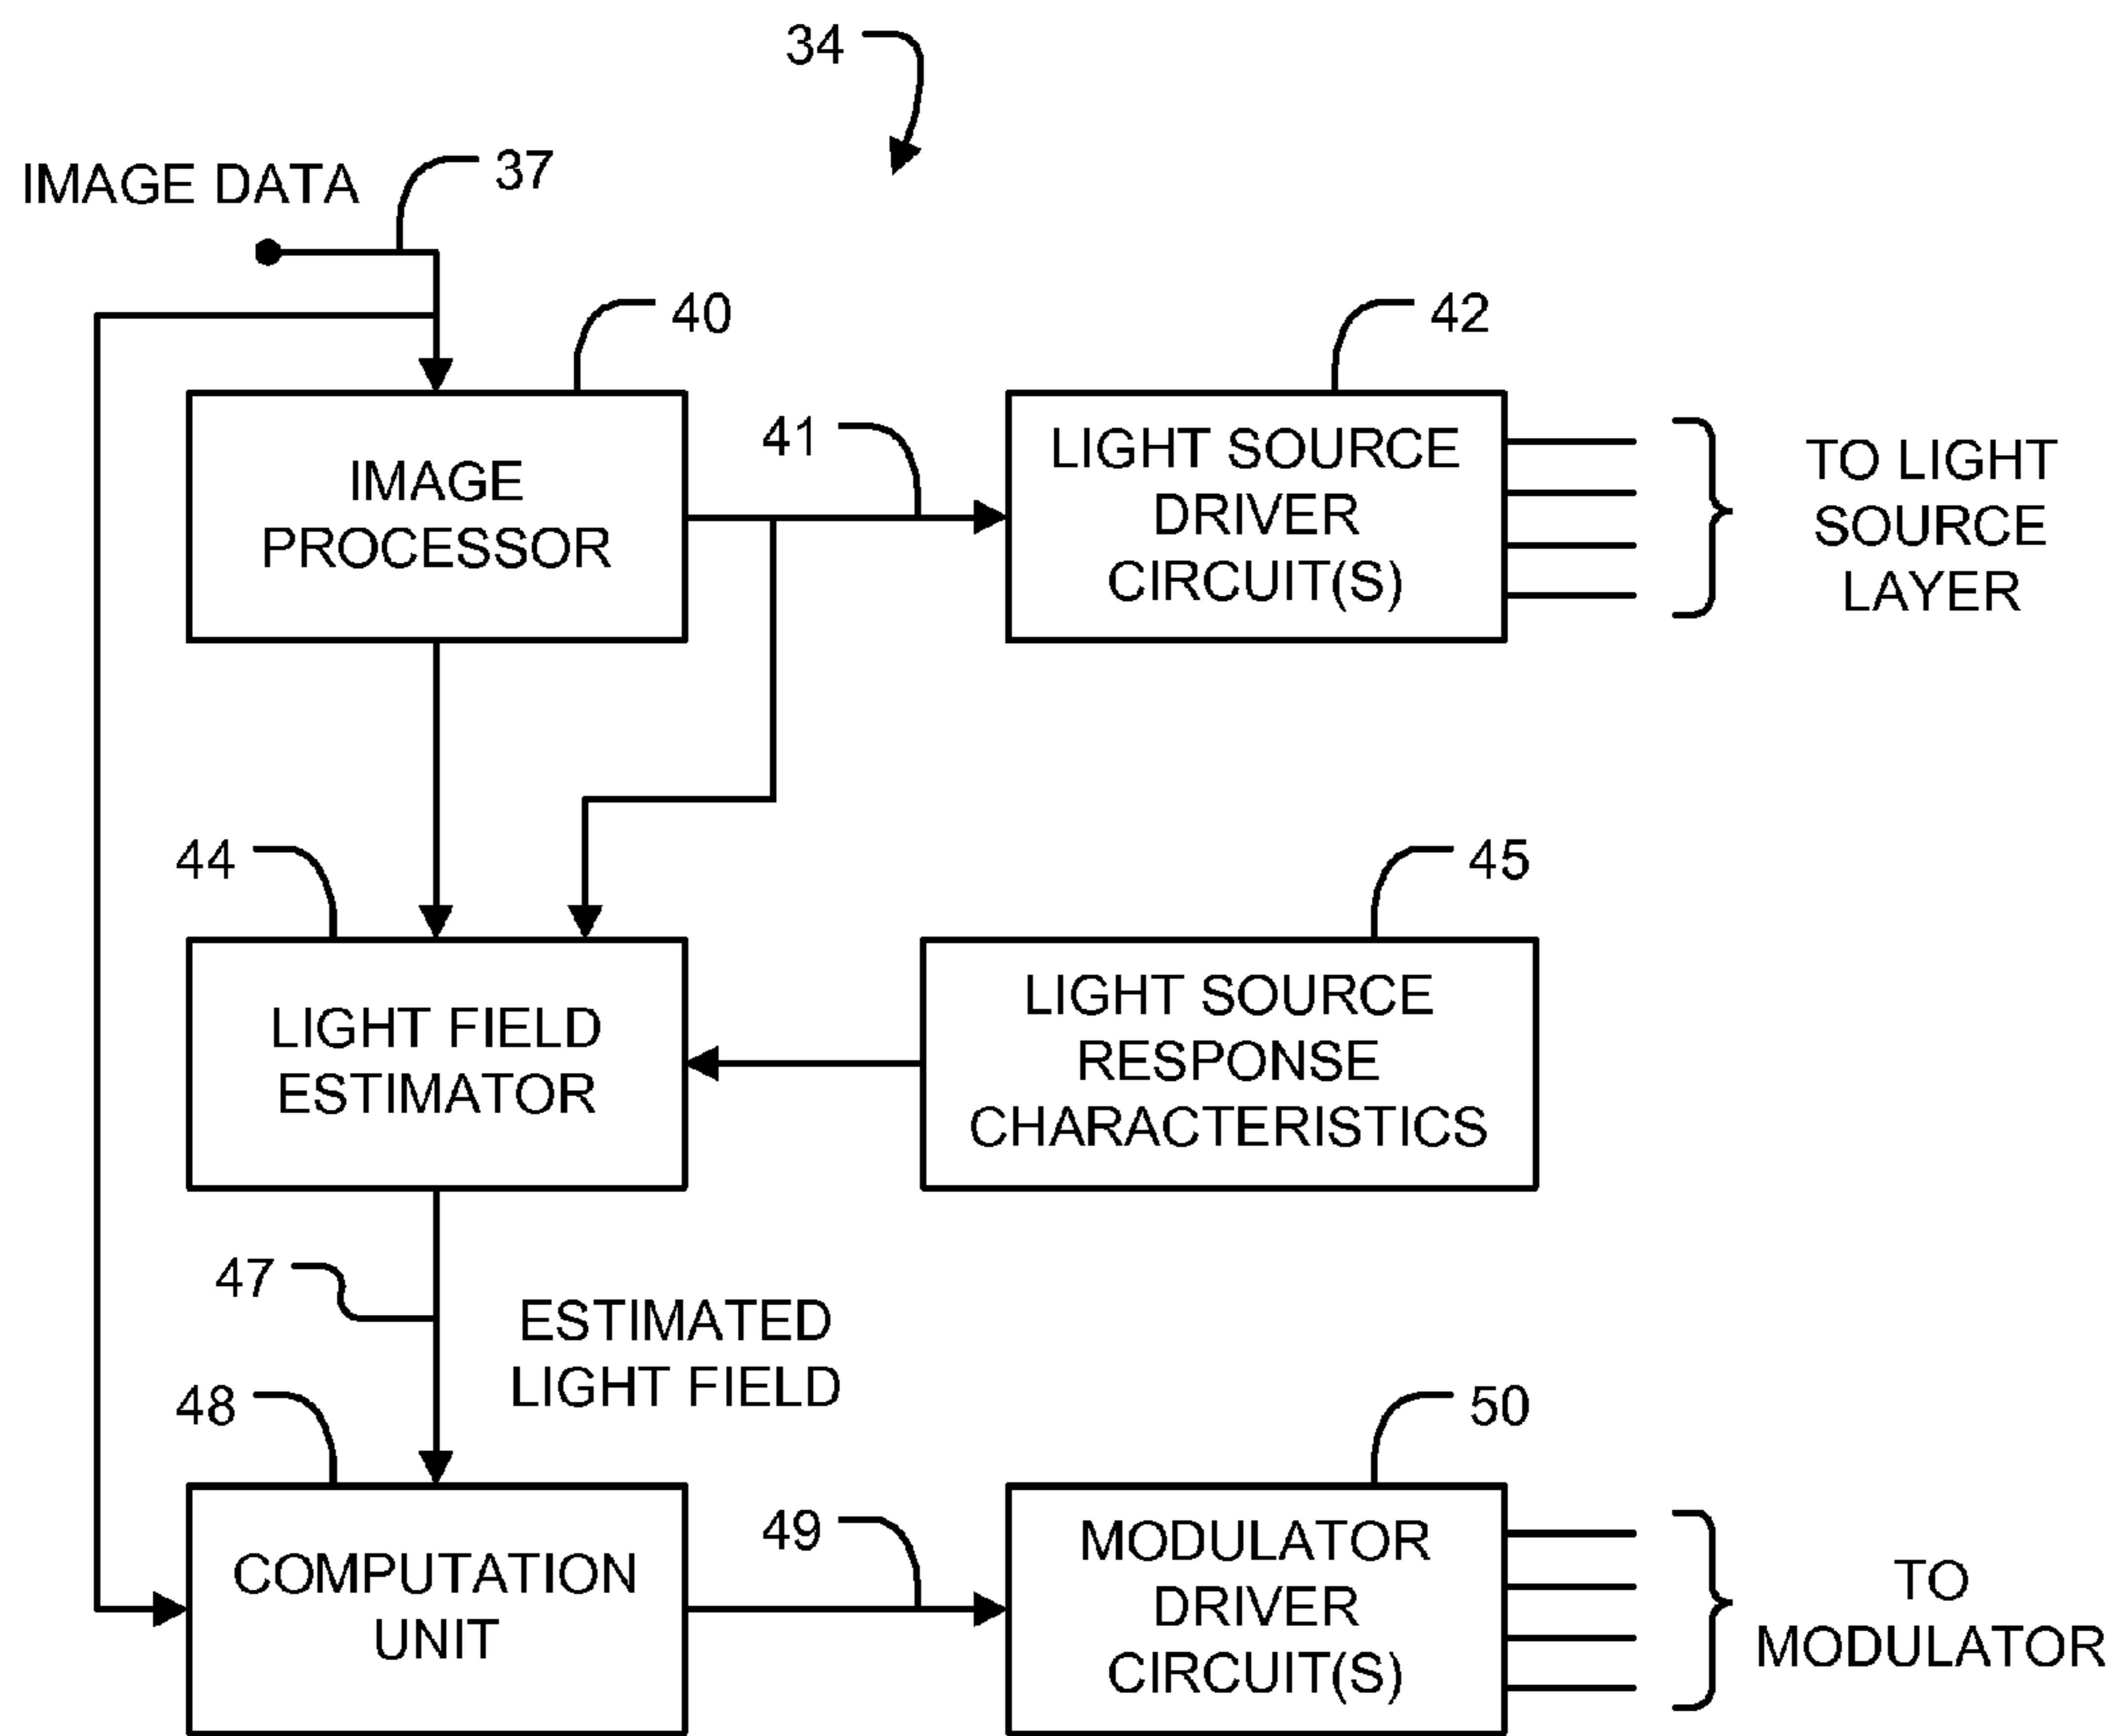 34
IMAGE DATA
37
40
42
IMAGE
PROCESSOR
41
LIGHT SOURCE
DRIVER
CIRCUIT(S)
TO LIGHT
SOURCE
LAYER
44
45
LIGHT FIELD
ESTIMATOR
LIGHT SOURCE
RESPONSE
CHARACTERISTICS
47
ESTIMATED
LIGHT FIELD
48
50
COMPUTATION
UNIT
49
MODULATOR
DRIVER
CIRCUIT(S)
TO
MODULATOR